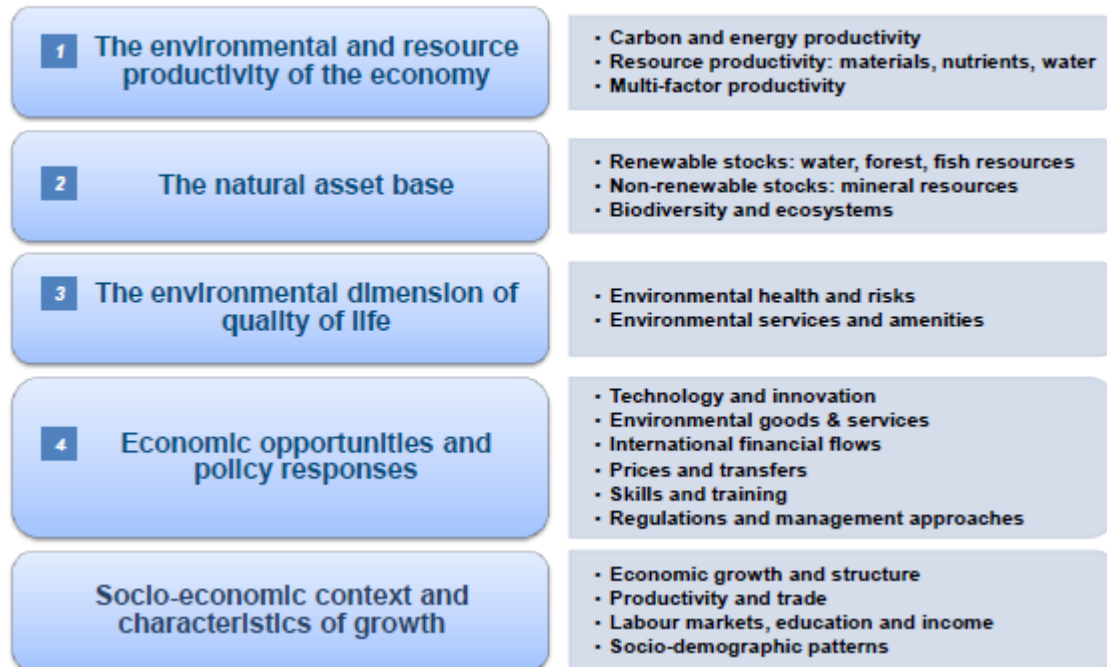 1
The environmental and resource
productivity of the economy
• Carbon and energy productivity
• Resource productivity: materials, nutrients, water
• Multi-factor productivity
2
The natural asset base
• Renewable stocks: water, forest, fish resources
• Non-renewable stocks: mineral resources
• Biodiversity and ecosystems
3
The environmental dimension of
quality of life
• Environmental health and risks
• Environmental services and amenities
4
Economic opportunities and
policy responses
• Technology and innovation
• Environmental goods & services
• International financial flows
• Prices and transfers
• Skills and training
• Regulations and management approaches
Socio-economic context and
characteristics of growth
• Economic growth and structure
• Productivity and trade
• Labour markets, education and income
• Socio-demographic patterns